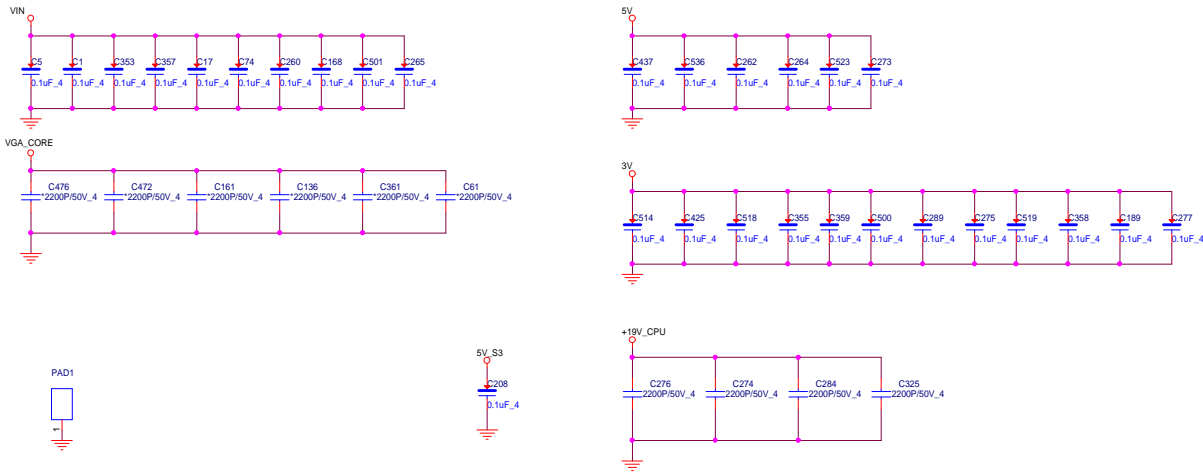 VIN
C5 C1 C353 C357 C17 C74 C260 C168 C501 C265
0.1uF_4 0.1uF_4 0.1uF_4 0.1uF_4 0.1uF_4 0.1uF_4 0.1uF_4 0.1uF_4 0.1uF_4 0.1uF_4
5V
C437 C536 C262 C264 C523 C273
0.1uF_4 0.1uF_4 0.1uF_4 0.1uF_4 0.1uF_4 0.1uF_4
VGA_CORE
C476 C472 C161 C136 C361 C61
*2200P/50V_4 *2200P/50V_4 *2200P/50V_4 *2200P/50V_4 *2200P/50V_4 *2200P/50V_4
3V
C514 C425 C518 C355 C359 C500 C289 C275 C519 C358 C189 C277
0.1uF_4 0.1uF_4 0.1uF_4 0.1uF_4 0.1uF_4 0.1uF_4 0.1uF_4 0.1uF_4 0.1uF_4 0.1uF_4 0.1uF_4 0.1uF_4
PAD1
1
5V_S3
C208
0.1uF_4
+19V_CPU
C276 C274 C284 C325
2200P/50V_4 2200P/50V_4 2200P/50V_4 2200P/50V_4